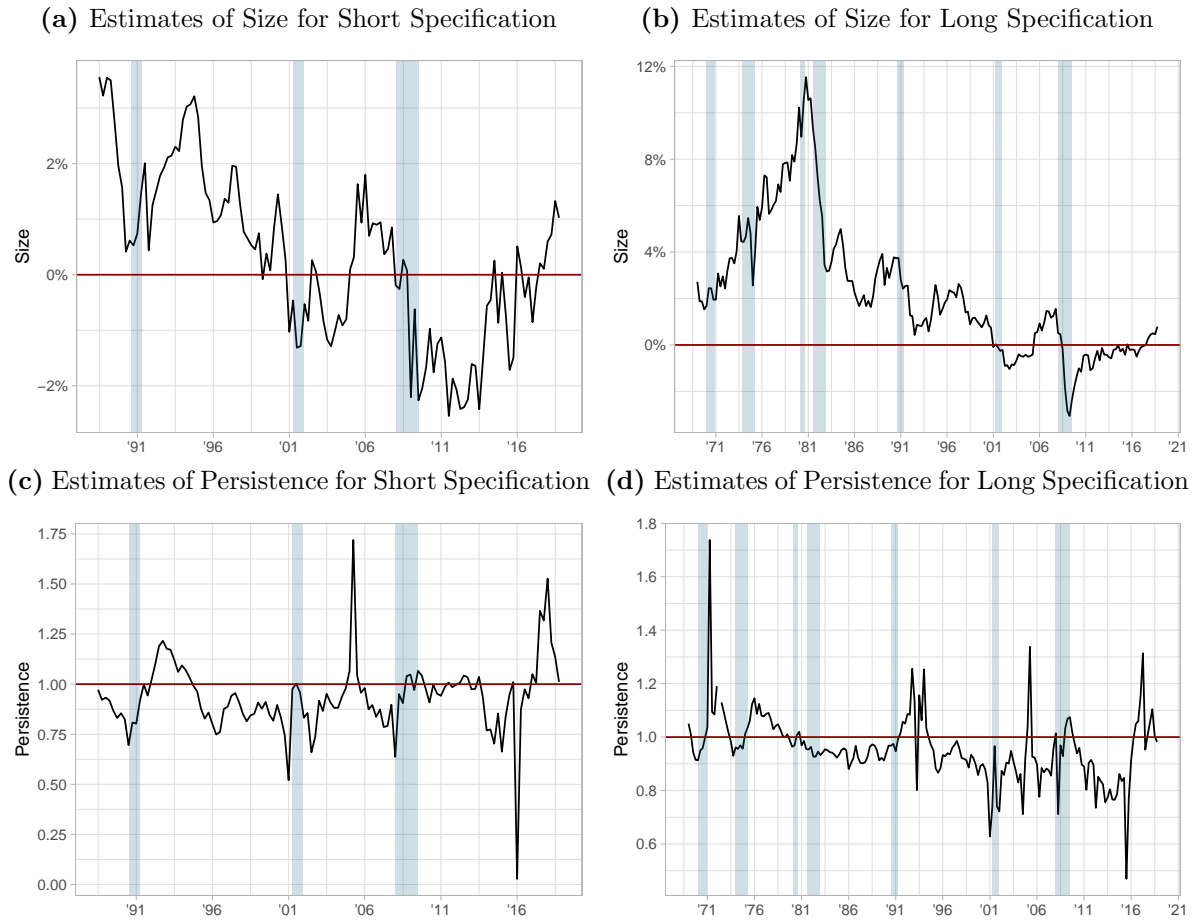 (a) Estimates of Size for Short Specification
Size
2%
0%
−2%
'91 '96 '01 '06 '11 '16
(b) Estimates of Size for Long Specification
Size
12%
8%
4%
0%
'71 '76 '81 '86 '91 '96 '01 '06 '11 '16 '21
(c) Estimates of Persistence for Short Specification
Persistence
1.75
1.50
1.25
1.00
0.75
0.50
0.25
0.00
'91 '96 '01 '06 '11 '16
(d) Estimates of Persistence for Long Specification
Persistence
1.8
1.6
1.4
1.2
1.0
0.8
0.6
'71 '76 '81 '86 '91 '96 '01 '06 '11 '16 '21